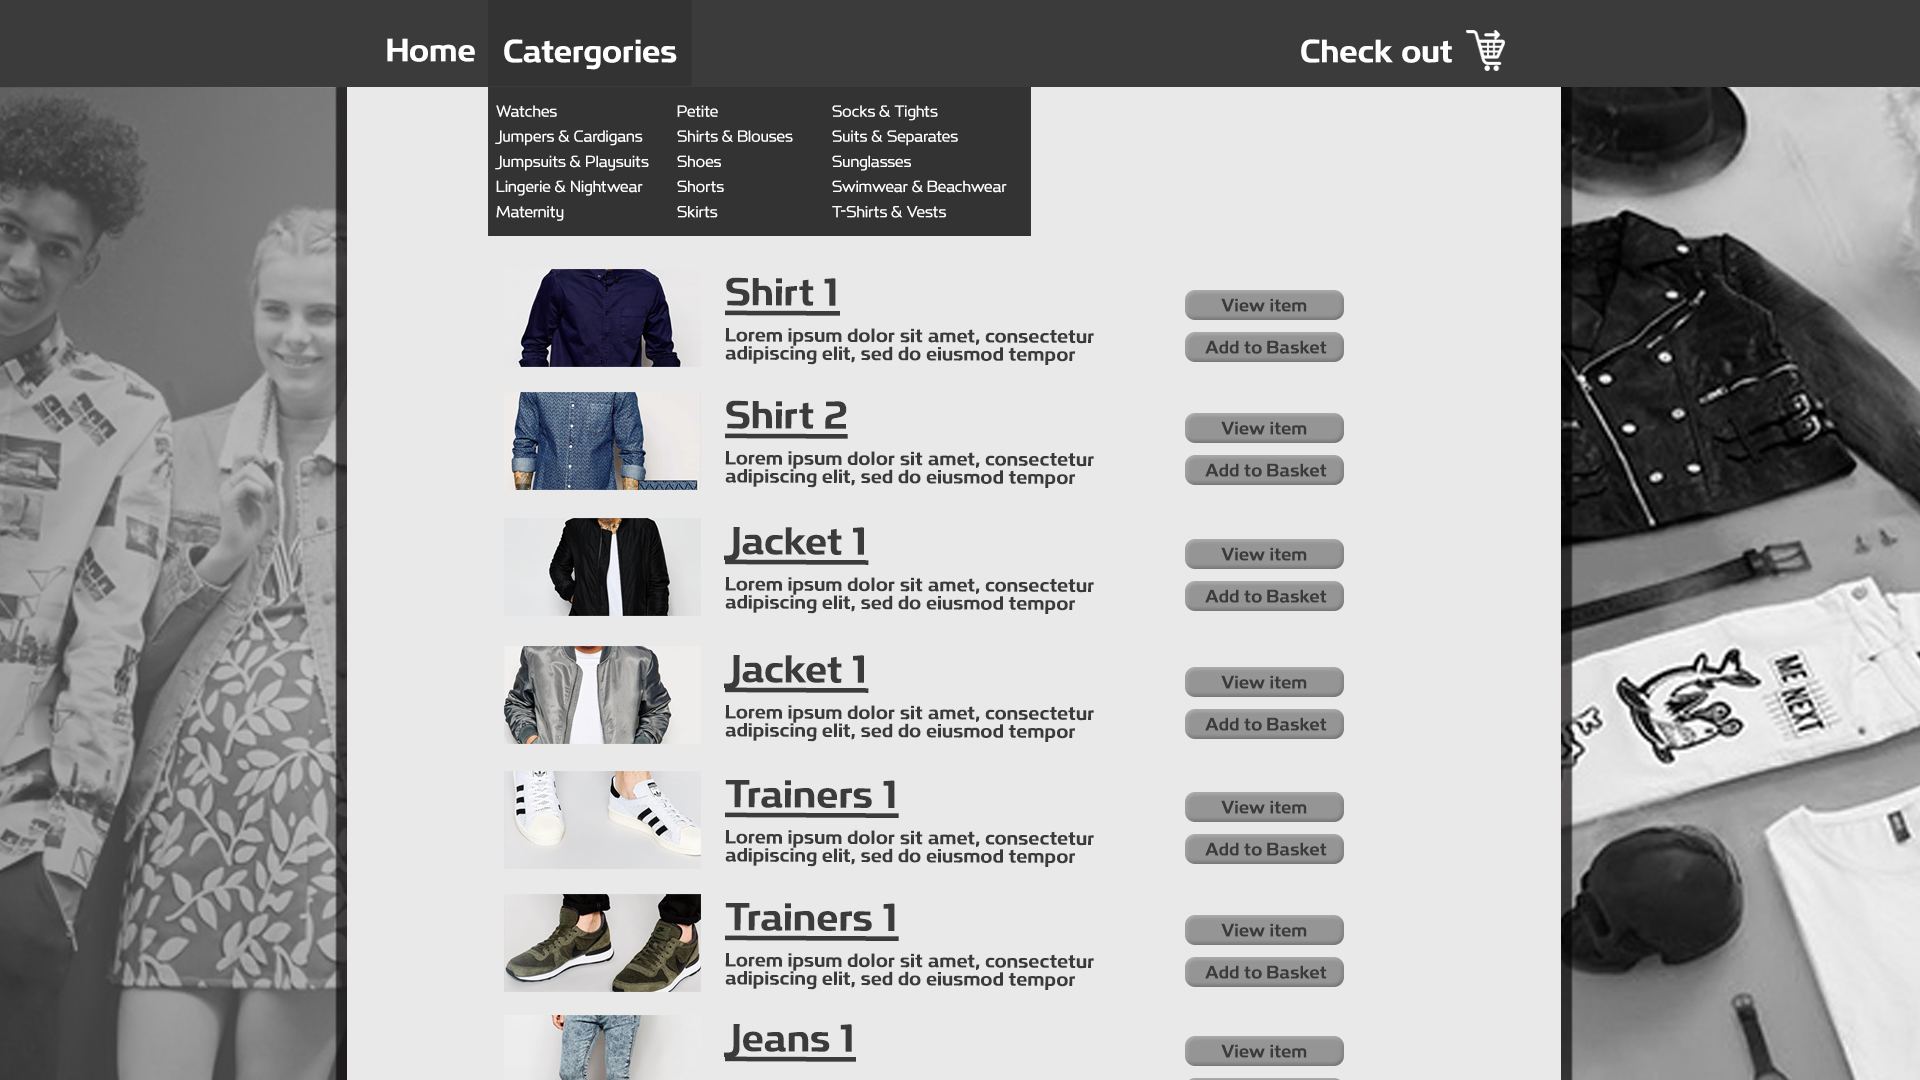 Home
Catergories
Check out
Watches
Petite
Socks & Tights
Jumpers & Cardigans
Shirts & Blouses
Suits & Separates
Jumpsuits & Playsuits
Shoes
Sunglasses
Lingerie & Nightwear
Shorts
Swimwear & Beachwear
Maternity
Skirts
T-Shirts & Vests
Shirt 1
Lorem ipsum dolor sit amet, consectetur
adipiscing elit, sed do eiusmod tempor
View item
Add to Basket
Shirt 2
Lorem ipsum dolor sit amet, consectetur
adipiscing elit, sed do eiusmod tempor
View item
Add to Basket
Jacket 1
Lorem ipsum dolor sit amet, consectetur
adipiscing elit, sed do eiusmod tempor
View item
Add to Basket
Jacket 1
Lorem ipsum dolor sit amet, consectetur
adipiscing elit, sed do eiusmod tempor
View item
Add to Basket
Trainers 1
Lorem ipsum dolor sit amet, consectetur
adipiscing elit, sed do eiusmod tempor
View item
Add to Basket
Trainers 1
Lorem ipsum dolor sit amet, consectetur
adipiscing elit, sed do eiusmod tempor
View item
Add to Basket
Jeans 1
View item
ME NEXT